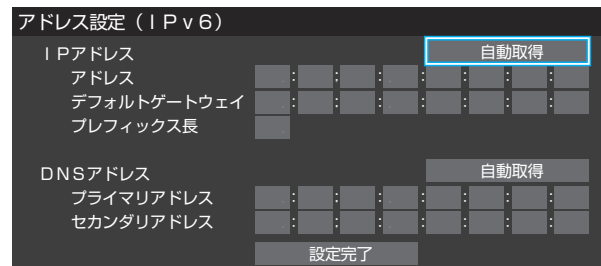 アドレス設定（ＩＰｖ６）
ＩＰアドレス 自動取得
アドレス : : : : : : :
デフォルトゲートウェイ : : : : : : :
プレフィックス長
ＤＮＳアドレス 自動取得
プライマリアドレス : : : : : : :
セカンダリアドレス : : : : : : :
設定完了